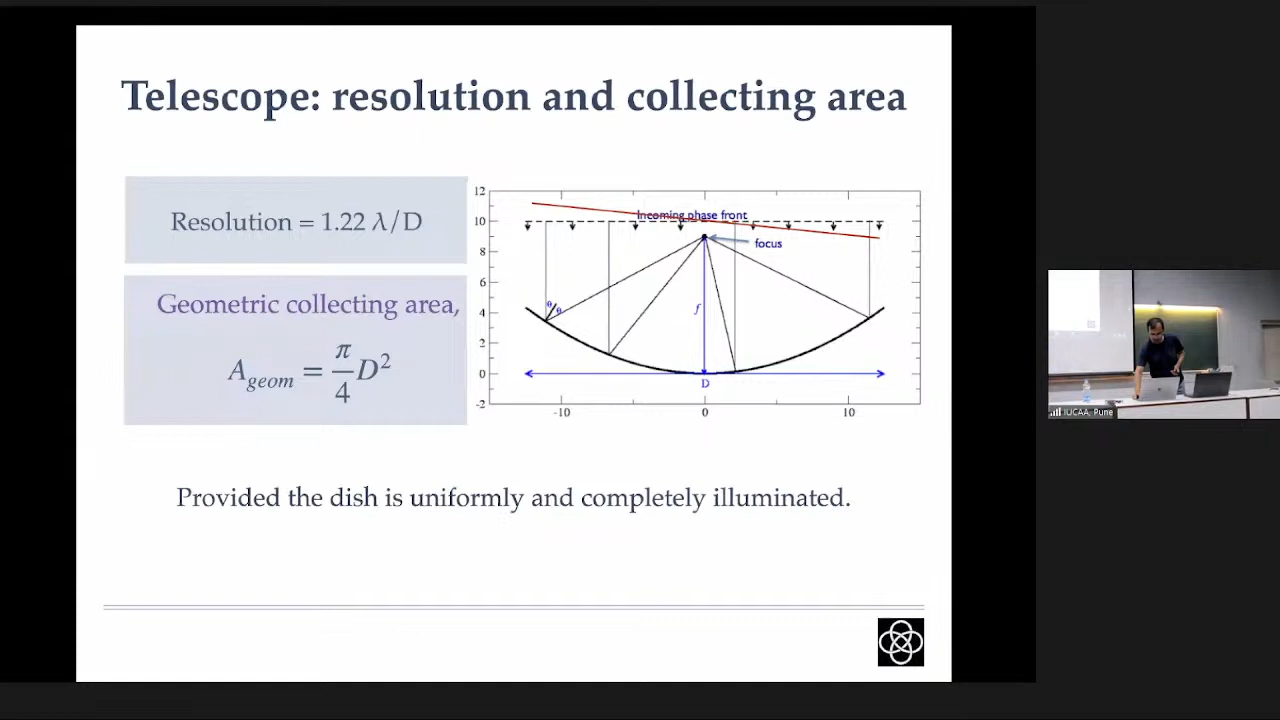 Telescope: resolution and collecting area
Resolution = 1.22 λ/D
Geometric collecting area,
A_geom = π/4 D²
12
10
8
6
4
2
0
-2
-10
0
10
Incoming phase front
focus
θ
θ
f
D
Provided the dish is uniformly and completely illuminated.
IUCAA, Pune